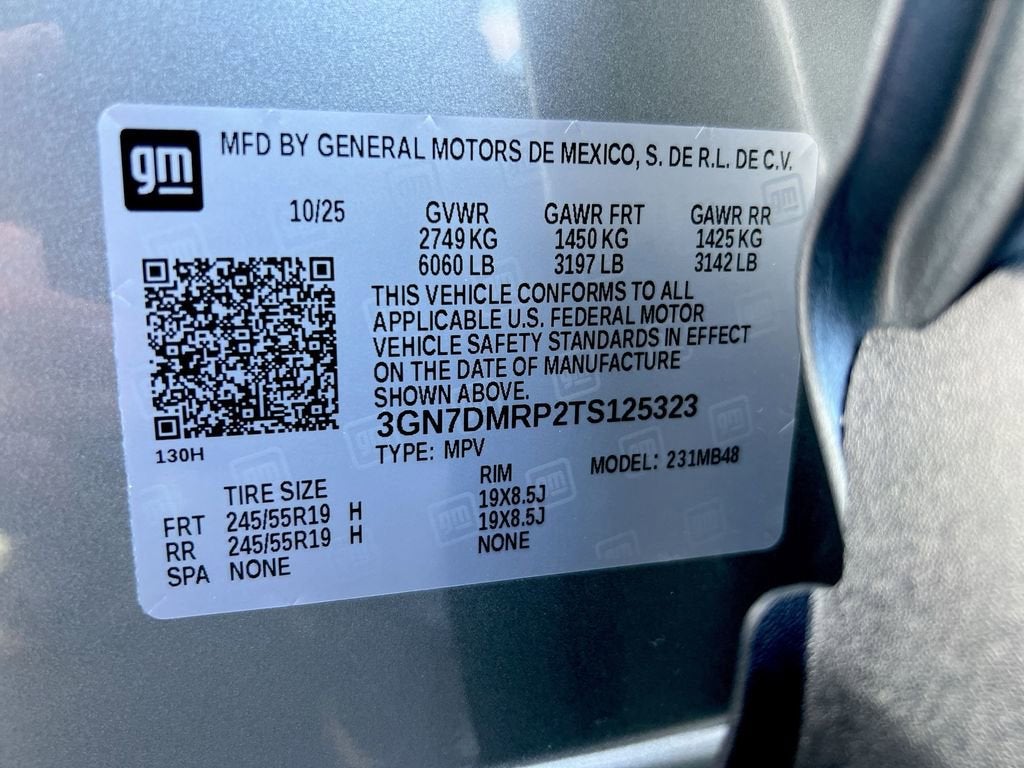 gm
MFD BY GENERAL MOTORS DE MEXICO, S. DE R.L. DE C.V.
10/25 GVWR GAWR FRT GAWR RR
2749 KG 1450 KG 1425 KG
6060 LB 3197 LB 3142 LB
THIS VEHICLE CONFORMS TO ALL
APPLICABLE U.S. FEDERAL MOTOR
VEHICLE SAFETY STANDARDS IN EFFECT
ON THE DATE OF MANUFACTURE
SHOWN ABOVE.
3GN7DMRP2TS125323
130H
TYPE: MPV MODEL: 231MB48
TIRE SIZE RIM
FRT 245/55R19 H 19X8.5J
RR 245/55R19 H 19X8.5J
SPA NONE NONE